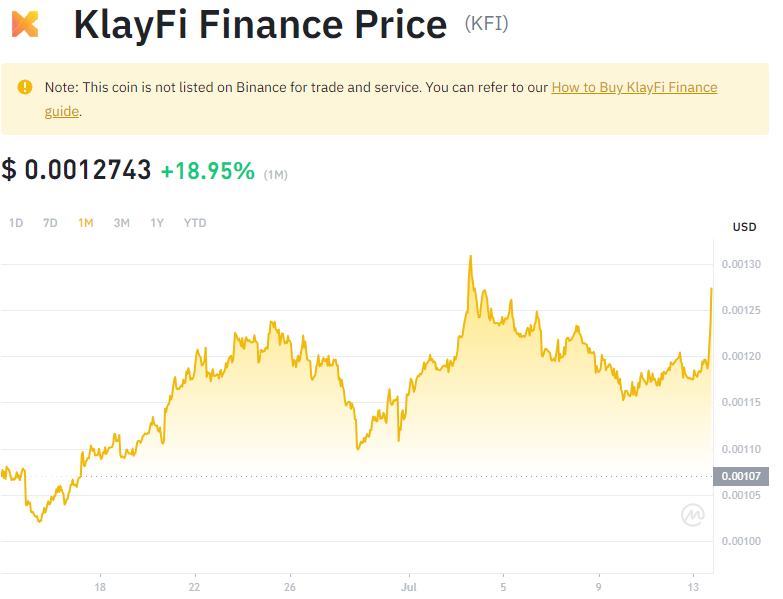 KlayFi Finance Price (KFI)
Note: This coin is not listed on Binance for trade and service. You can refer to our How to Buy KlayFi Finance
guide.
$ 0.0012743 +18.95% (1M)
1D 7D 1M 3M 1Y YTD
USD
0.00130
0.00125
0.00120
0.00115
0.00110
0.00107
0.00105
0.00100
18 22 26 Jul 5 9 13